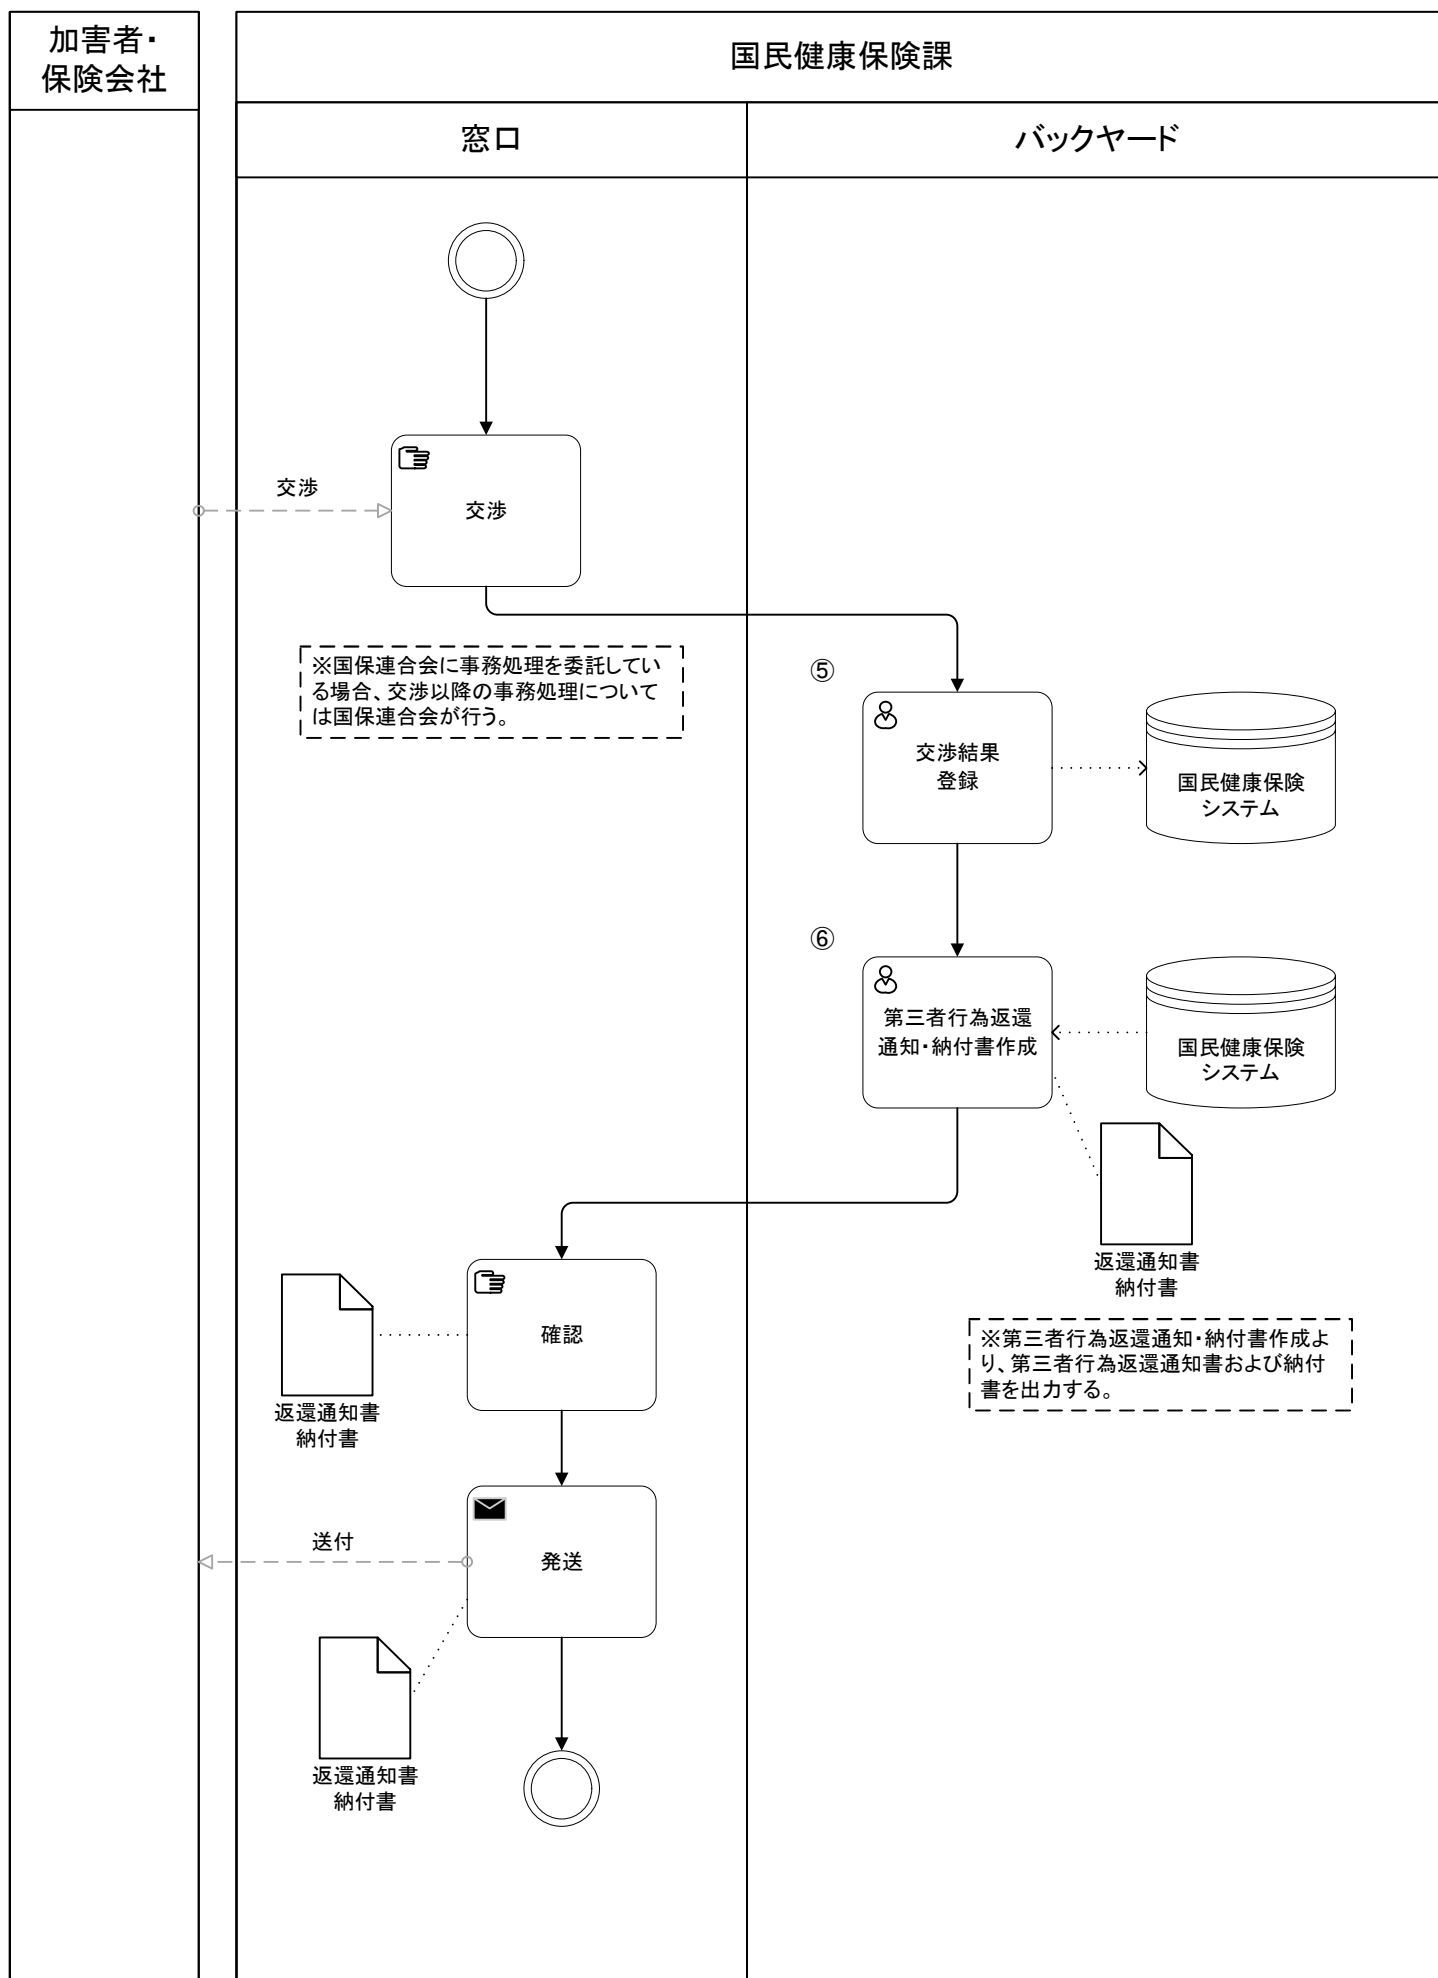 加害者・
保険会社
国民健康保険課
窓口
バックヤード
交渉
交渉
※国保連合会に事務処理を委託してい
る場合、交渉以降の事務処理について
は国保連合会が行う。
⑤
交渉結果
登録
国民健康保険
システム
⑥
第三者行為返還
通知・納付書作成
国民健康保険
システム
返還通知書
納付書
※第三者行為返還通知・納付書作成よ
り、第三者行為返還通知書および納付
書を出力する。
確認
返還通知書
納付書
送付
発送
返還通知書
納付書